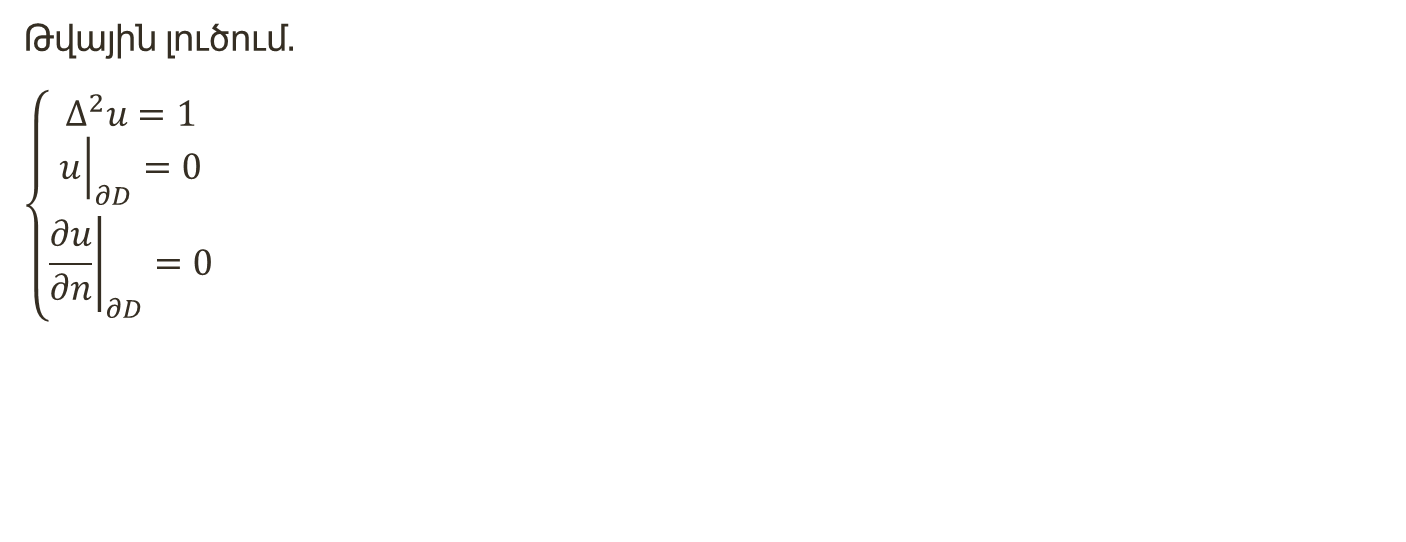 Թվային լուծում.
Δ²u = 1
u|∂D = 0
∂u/∂n|∂D = 0